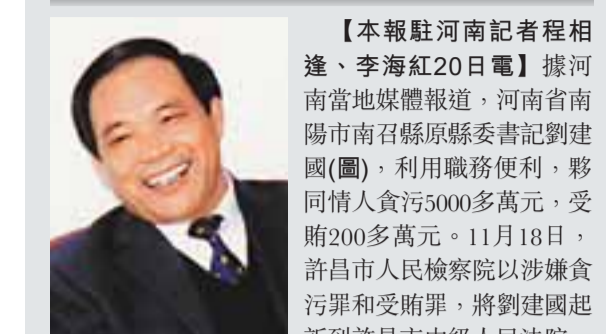 【本報駐河南記者程相
逢、李海紅20日電】據河
南當地媒體報道，河南省南
陽市南召縣原縣委書記劉建
國(圖)，利用職務便利，夥
同情人貪污5000多萬元，受
賄200多萬元。11月18日，
許昌市人民檢察院以涉嫌貪
污罪和受賄罪，將劉建國起